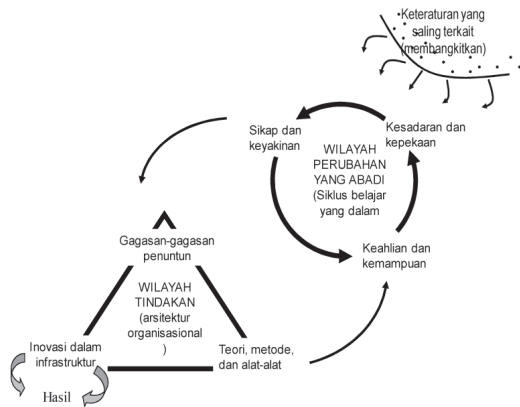 Keteraturan yang
saling terkait
(membangkitkan)
Sikap dan
keyakinan
Kesadaran dan
kepekaan
WILAYAH
PERUBAHAN
YANG ABADI
(Siklus belajar
yang dalam
Keahlian dan
kemampuan
Gagasan-gagasan
penuntun
WILAYAH
TINDAKAN
(arsitektur
organisasional
)
Inovasi dalam
infrastruktur
Teori, metode,
dan alat-alat
Hasil